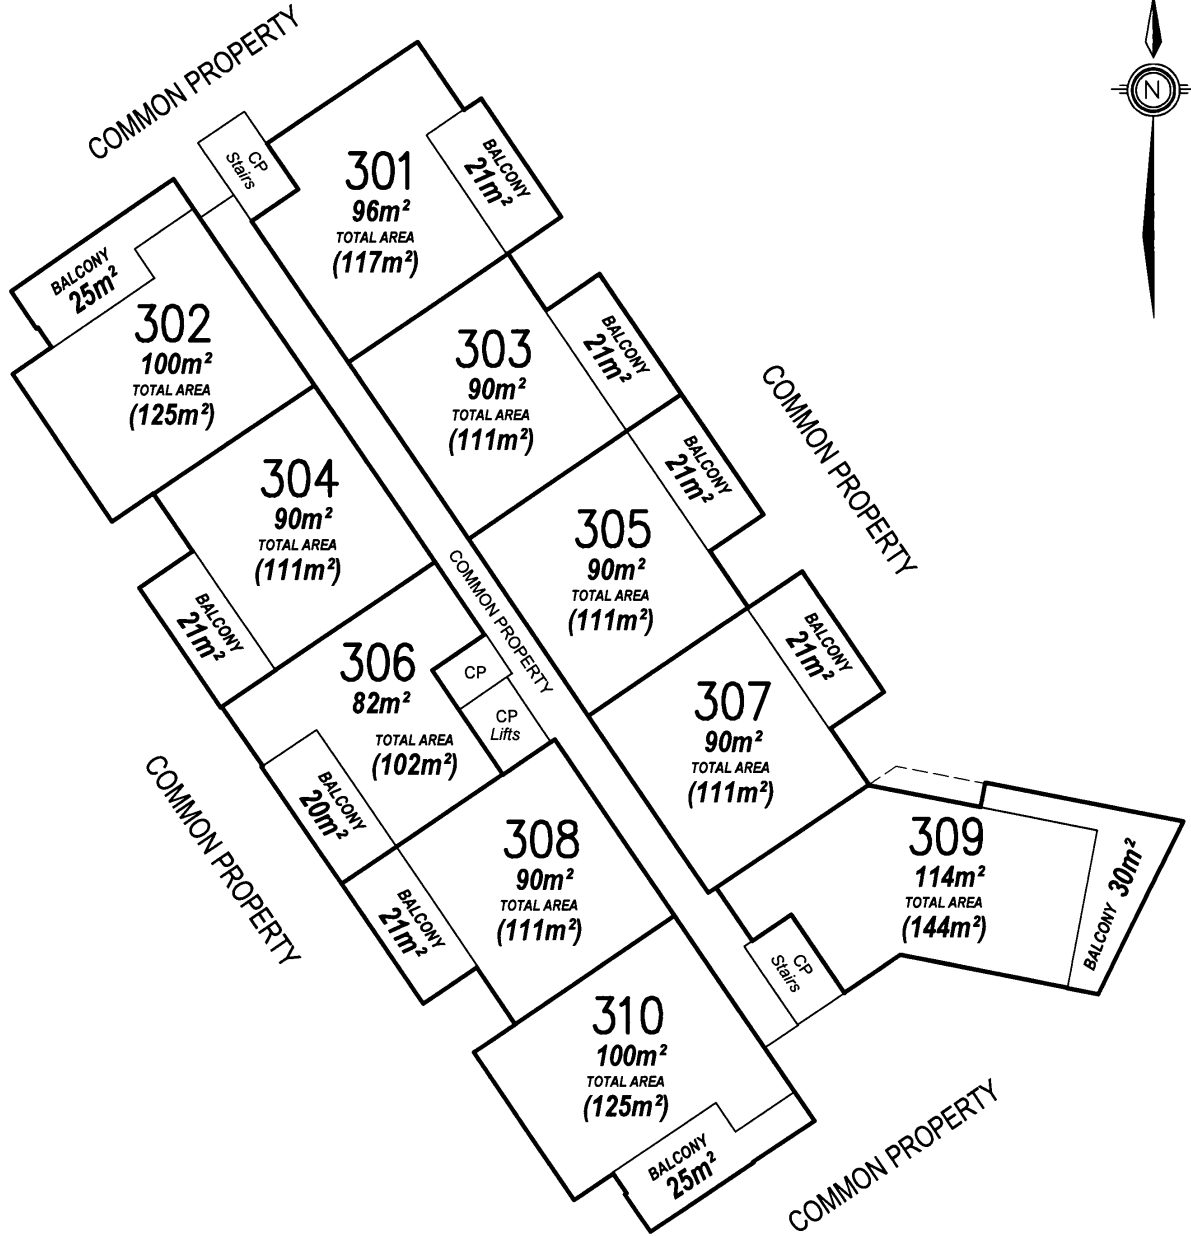 COMMON PROPERTY
N
CP
Stairs
301
96m²
TOTAL AREA
(117m²)
BALCONY
21m²
BALCONY
25m²
302
100m²
TOTAL AREA
(125m²)
303
90m²
TOTAL AREA
(111m²)
BALCONY
21m²
COMMON PROPERTY
304
90m²
TOTAL AREA
(111m²)
BALCONY
21m²
305
90m²
TOTAL AREA
(111m²)
BALCONY
21m²
COMMON PROPERTY
306
82m²
TOTAL AREA
(102m²)
BALCONY
20m²
CP
CP
Lifts
307
90m²
TOTAL AREA
(111m²)
BALCONY
21m²
COMMON PROPERTY
308
90m²
TOTAL AREA
(111m²)
BALCONY
21m²
309
114m²
TOTAL AREA
(144m²)
BALCONY 30m²
CP
Stairs
310
100m²
TOTAL AREA
(125m²)
BALCONY
25m²
COMMON PROPERTY